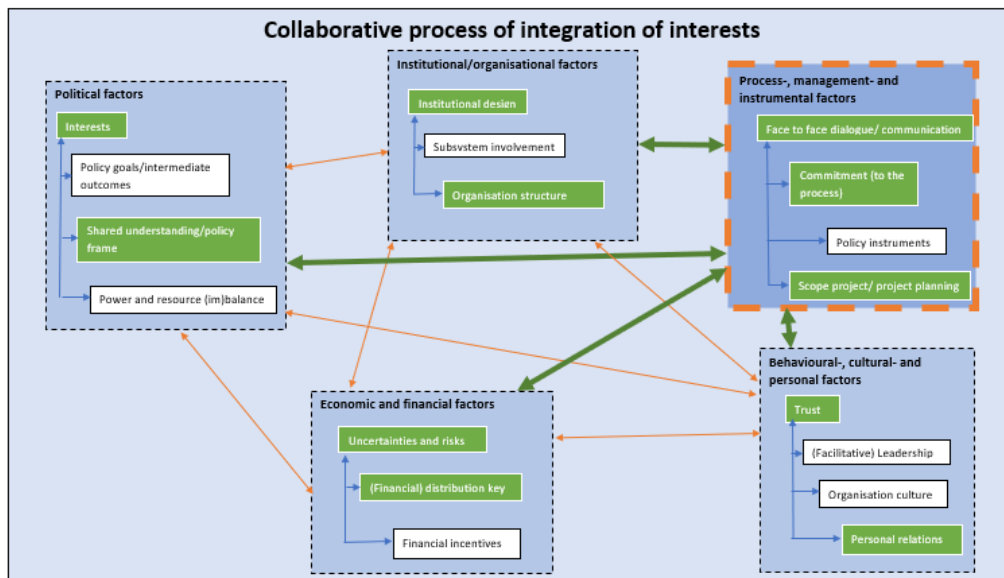 Collaborative process of integration of interests
Political factors
Interests
Policy goals/intermediate
outcomes
Shared understanding/policy
frame
Power and resource (im)balance
Institutional/organisational factors
Institutional design
Subsystem involvement
Organisation structure
Process-, management- and
instrumental factors
Face to face dialogue/ communication
Commitment (to the
process)
Policy instruments
Scope project/ project planning
Economic and financial factors
Uncertainties and risks
(Financial) distribution key
Financial incentives
Behavioural-, cultural- and
personal factors
Trust
(Facilitative) Leadership
Organisation culture
Personal relations